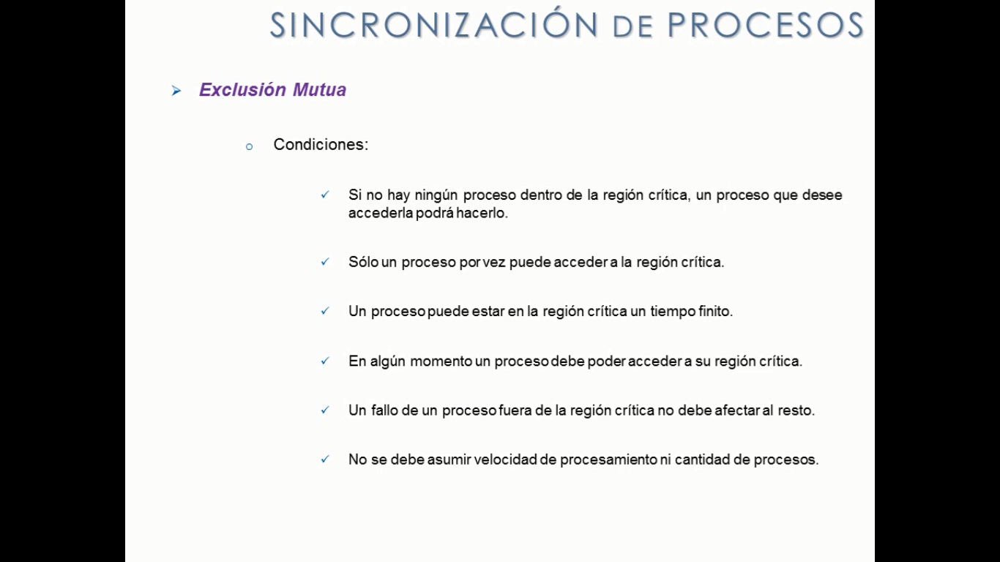 SINCRONIZACIÓN DE PROCESOS
Exclusión Mutua
Condiciones:
Si no hay ningún proceso dentro de la región crítica, un proceso que desee
accederla podrá hacerlo.
Sólo un proceso por vez puede acceder a la región crítica.
Un proceso puede estar en la región crítica un tiempo finito.
En algún momento un proceso debe poder acceder a su región crítica.
Un fallo de un proceso fuera de la región crítica no debe afectar al resto.
No se debe asumir velocidad de procesamiento ni cantidad de procesos.